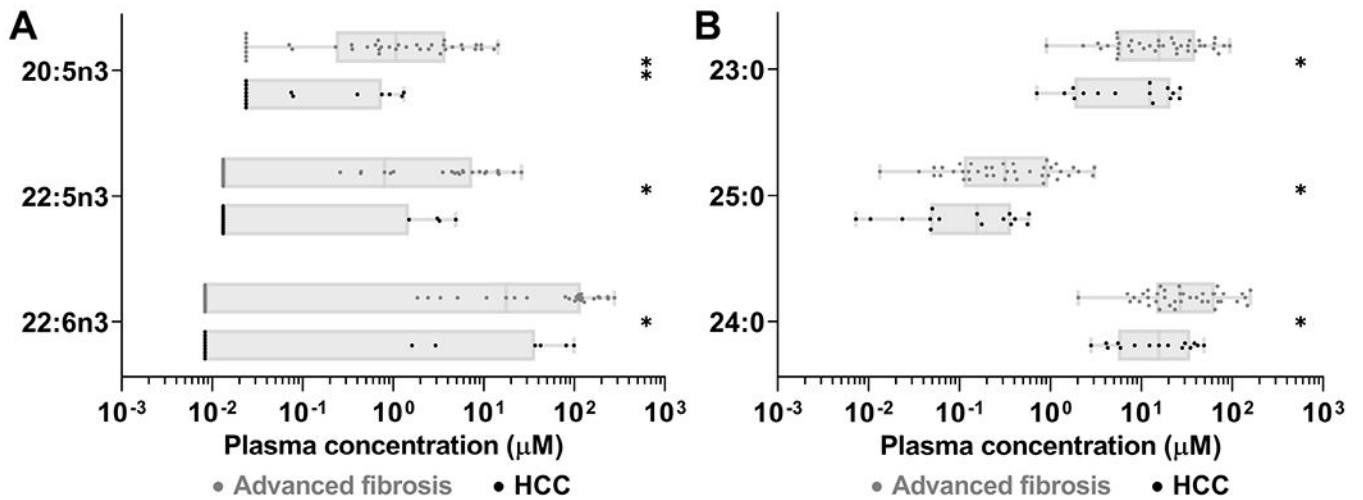 A
20:5n3
*
*
22:5n3
*
22:6n3
*
10-3 10-2 10-1 100 101 102 103
Plasma concentration (μM)
Advanced fibrosis HCC
B
23:0
*
25:0
*
24:0
*
10-3 10-2 10-1 100 101 102 103
Plasma concentration (μM)
Advanced fibrosis HCC